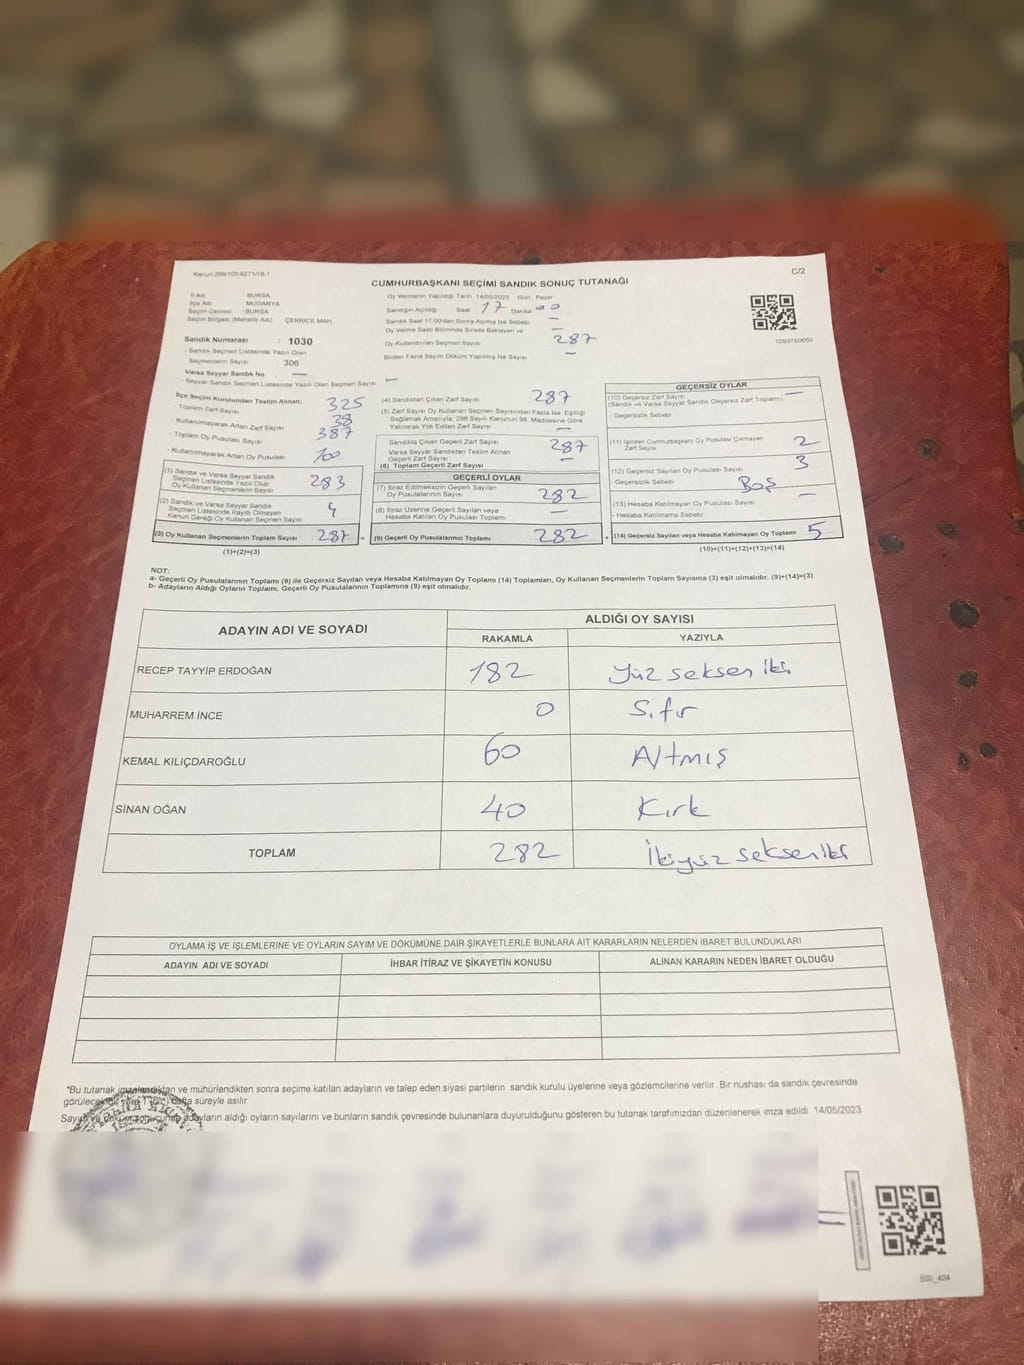 Kanun:298/105;6271/18:1
C/2
CUMHURBAŞKANI SEÇİMİ SANDIK SONUÇ TUTANAĞI
İl Adı : BURSA
İlçe Adı : MUDANYA
Seçim Çevresi : BURSA
Seçim Bölgesi (Mahalle Adı) : ÇEKRİCE MAH
Sandık Numarası : 1030
- Sandık Seçmen Listesinde Yazılı Olan
Seçmenlerin Sayısı : 306
Varsa Seyyar Sandık No —
- Seyyar Sandık Seçmen Listesinde Yazılı Olan Seçmen Sayısı —
Oy Vermenin Yapıldığı Tarih 14/05/2023 Gün : Pazar
Sandığın Açıldığı Saat 17 Dakika 00
Sandık Saat 17:00'den Sonra Açılmış İse Sebebi —
Oy Verme Saati Bitiminde Sırada Bekleyen ve —
Oy Kullandırılan Seçmen Sayısı 287
Birden Fazla Sayım Döküm Yapılmış İse Sayısı —
1093750650
İlçe Seçim Kurulundan Teslim Alınan;
- Toplam Zarf Sayısı 325
- Kullanılmayarak Artan Zarf Sayısı 38
- Toplam Oy Pusulası Sayısı 387
- Kullanılmayarak Artan Oy Pusulası 100
(1) Sandık ve Varsa Seyyar Sandık
Seçmen Listesinde Yazılı Olup
Oy Kullanan Seçmenlerin Sayısı 283
(2) Sandık ve Varsa Seyyar Sandık
Seçmen Listesinde Kayıtlı Olmayan
Kanun Gereği Oy Kullanan Seçmen Sayısı 4
(3) Oy Kullanan Seçmenlerin Toplam Sayısı 287 =
(1)+(2)=(3)
(4) Sandıktan Çıkan Zarf Sayısı 287
(5) Zarf Sayısı Oy Kullanan Seçmen Sayısından Fazla İse, Eşitliği
Sağlamak Amacıyla, 298 Sayılı Kanunun 98. Maddesine Göre
Yakılarak Yok Edilen Zarf Sayısı —
Sandıkta Çıkan Geçerli Zarf Sayısı 287
Varsa Seyyar Sandıktan Teslim Alınan
Geçerli Zarf Sayısı —
(6) Toplam Geçerli Zarf Sayısı
GEÇERLİ OYLAR
(7) İtiraz Edilmeksizin Geçerli Sayılan
Oy Pusulalarının Sayısı 282
(8) İtiraz Üzerine Geçerli Sayılan veya
Hesaba Katılan Oy Pusulası Toplamı —
(9) Geçerli Oy Pusulalarının Toplamı 282 +
GEÇERSİZ OYLAR
(10) Geçersiz Zarf Sayısı- —
(Sandık ve Varsa Seyyar Sandık Geçersiz Zarf Toplamı)
- Geçersizlik Sebebi
(11) İçinden Cumhurbaşkanı Oy Pusulası Çıkmayan
Zarf Sayısı 2
(12) Geçersiz Sayılan Oy Pusulası Sayısı 3
- Geçersizlik Sebebi Boş
(13) Hesaba Katılmayan Oy Pusulası Sayısı —
- Hesaba Katılmama Sebebi
(14) Geçersiz Sayılan veya Hesaba Katılmayan Oy Toplamı 5
(10)+(11)+(12)+(13)=(14)
NOT:
a- Geçerli Oy Pusulalarının Toplamı (9) ile Geçersiz Sayılan veya Hesaba Katılmayan Oy Toplamı (14) Toplamları, Oy Kullanan Seçmenlerin Toplam Sayısına (3) eşit olmalıdır. (9)+(14)=(3)
b- Adayların Aldığı Oyların Toplamı, Geçerli Oy Pusulalarının Toplamına (9) eşit olmalıdır.
ADAYIN ADI VE SOYADI
ALDIĞI OY SAYISI
RAKAMLA YAZIYLA
RECEP TAYYİP ERDOĞAN 182 Yüz seksen iki
MUHARREM İNCE 0 Sıfır
KEMAL KILIÇDAROĞLU 60 Altmış
SİNAN OĞAN 40 Kırk
TOPLAM 282 İkiyüz seksen iki
OYLAMA İŞ VE İŞLEMLERİNE VE OYLARIN SAYIM VE DÖKÜMÜNE DAİR ŞİKAYETLERLE BUNLARA AİT KARARLARIN NELERDEN İBARET BULUNDUKLARI
ADAYIN ADI VE SOYADI İHBAR İTİRAZ VE ŞİKAYETİN KONUSU ALINAN KARARIN NEDEN İBARET OLDUĞU
*Bu tutanak imzalandıktan ve mühürlendikten sonra seçime katılan adayların ve talep eden siyasi partilerin sandık kurulu üyelerine veya gözlemcilerine verilir. Bir nüshası da sandık çevresinde
görülecek bir yere 1 (Bir) hafta süreyle asılır
Sayım ve döküm sonucunda adayların aldığı oyların sayılarını ve bunların sandık çevresinde bulunanlara duyurulduğunu gösteren bu tutanak tarafımızdan düzenlenerek imza edildi 14/05/2023
SSİ_404